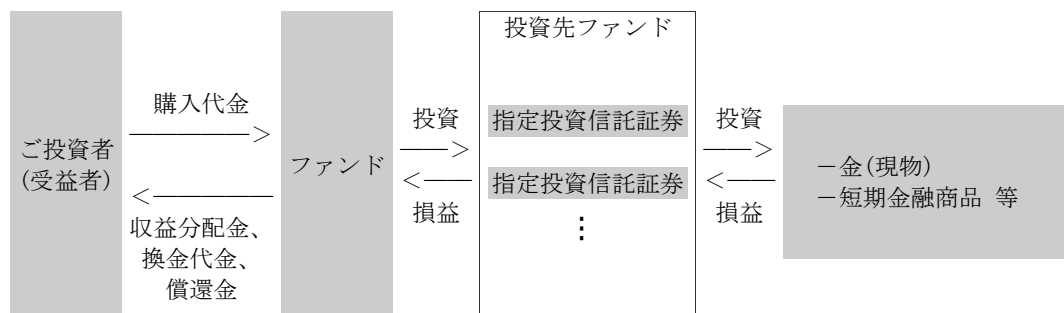 投資先ファンド
購入代金
――――――>
ご投資者
(受益者)
<――――――
収益分配金、
換金代金、
償還金
ファンド
投資
―――>
<―――
損益
指定投資信託証券
指定投資信託証券
⋮
投資
―――>
<―――
損益
－金(現物)
－短期金融商品 等